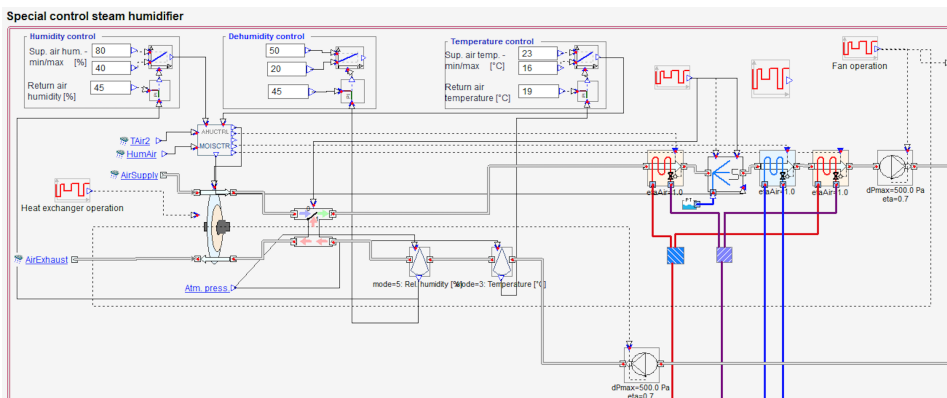 Special control steam humidifier
Humidity control
Sup. air hum. -
min/max [%]
80
40
Return air
humidity [%]
45
Dehumidity control
50
20
45
Temperature control
Sup. air temp. -
min/max [°C]
23
16
Return air
temperature [°C]
19
Fan operation
TAir2
HumAir
AHUCTRL
MOISCTR
AirSupply
Heat exchanger operation
AirExhaust
Atm. press.
mode=5: Rel. humidity [%]
mode=3: Temperature [°C]
etaAir=1.0
etaAir=1.0
etaAir=1.0
dPmax=500.0 Pa
eta=0.7
dPmax=500.0 Pa
eta=0.7